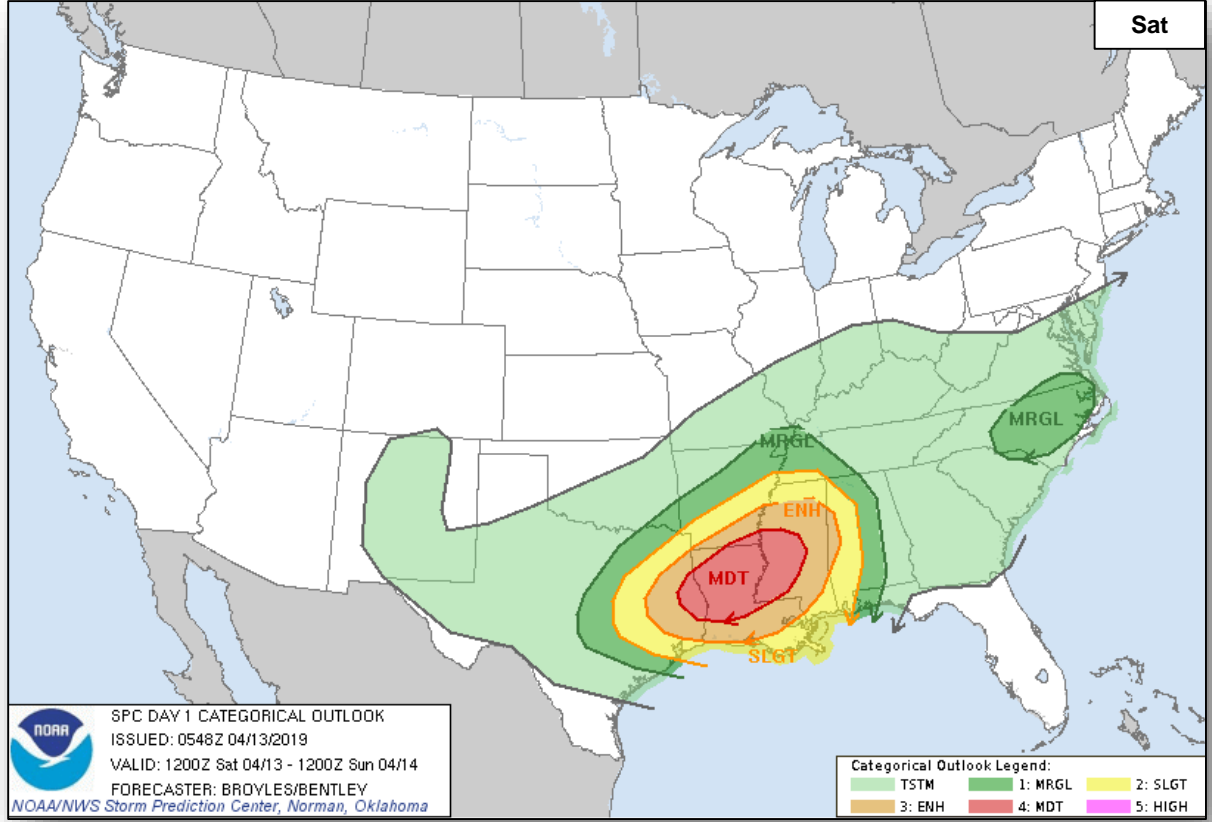 Sat
MRGL
MRGL
ENH
MDT
SLGT
NOAA
SPC DAY 1 CATEGORICAL OUTLOOK
ISSUED: 0548Z 04/13/2019
VALID: 1200Z Sat 04/13 - 1200Z Sun 04/14
FORECASTER: BROYLES/BENTLEY
NOAA/NWS Storm Prediction Center, Norman, Oklahoma
Categorical Outlook Legend:
TSTM 1: MRGL 2: SLGT
3: ENH 4: MDT 5: HIGH